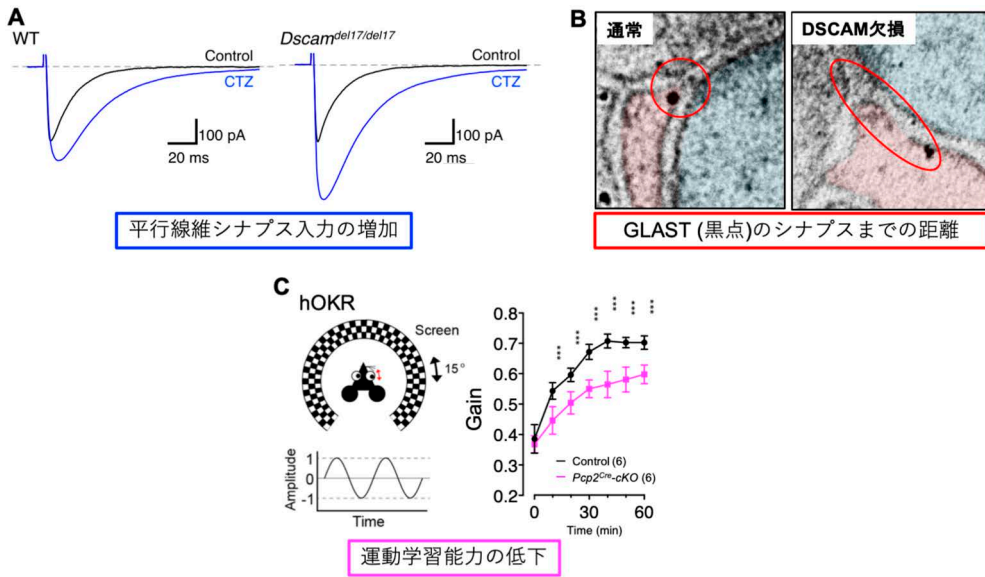 A
WT
Dscam^del17/del17
Control
CTZ
100 pA
20 ms
Control
CTZ
100 pA
20 ms
平行線維シナプス入力の増加
B
通常
DSCAM欠損
GLAST (黒点)のシナプスまでの距離
C
hOKR
Screen
15°
Amplitude
1
0
-1
Time
Gain
0.8
0.7
0.6
0.5
0.4
0.3
0.2
***
***
***
***
***
***
Control (6)
Pcp2^Cre-cKO (6)
0
30
60
Time (min)
運動学習能力の低下